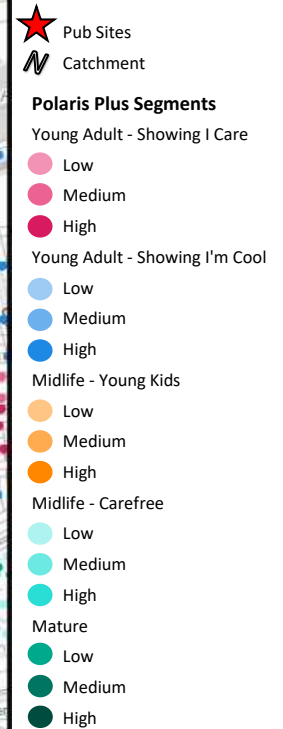 Pub Sites
Catchment
Polaris Plus Segments
Young Adult - Showing I Care
Low
Medium
High
Young Adult - Showing I'm Cool
Low
Medium
High
Midlife - Young Kids
Low
Medium
High
Midlife - Carefree
Low
Medium
High
Mature
Low
Medium
High